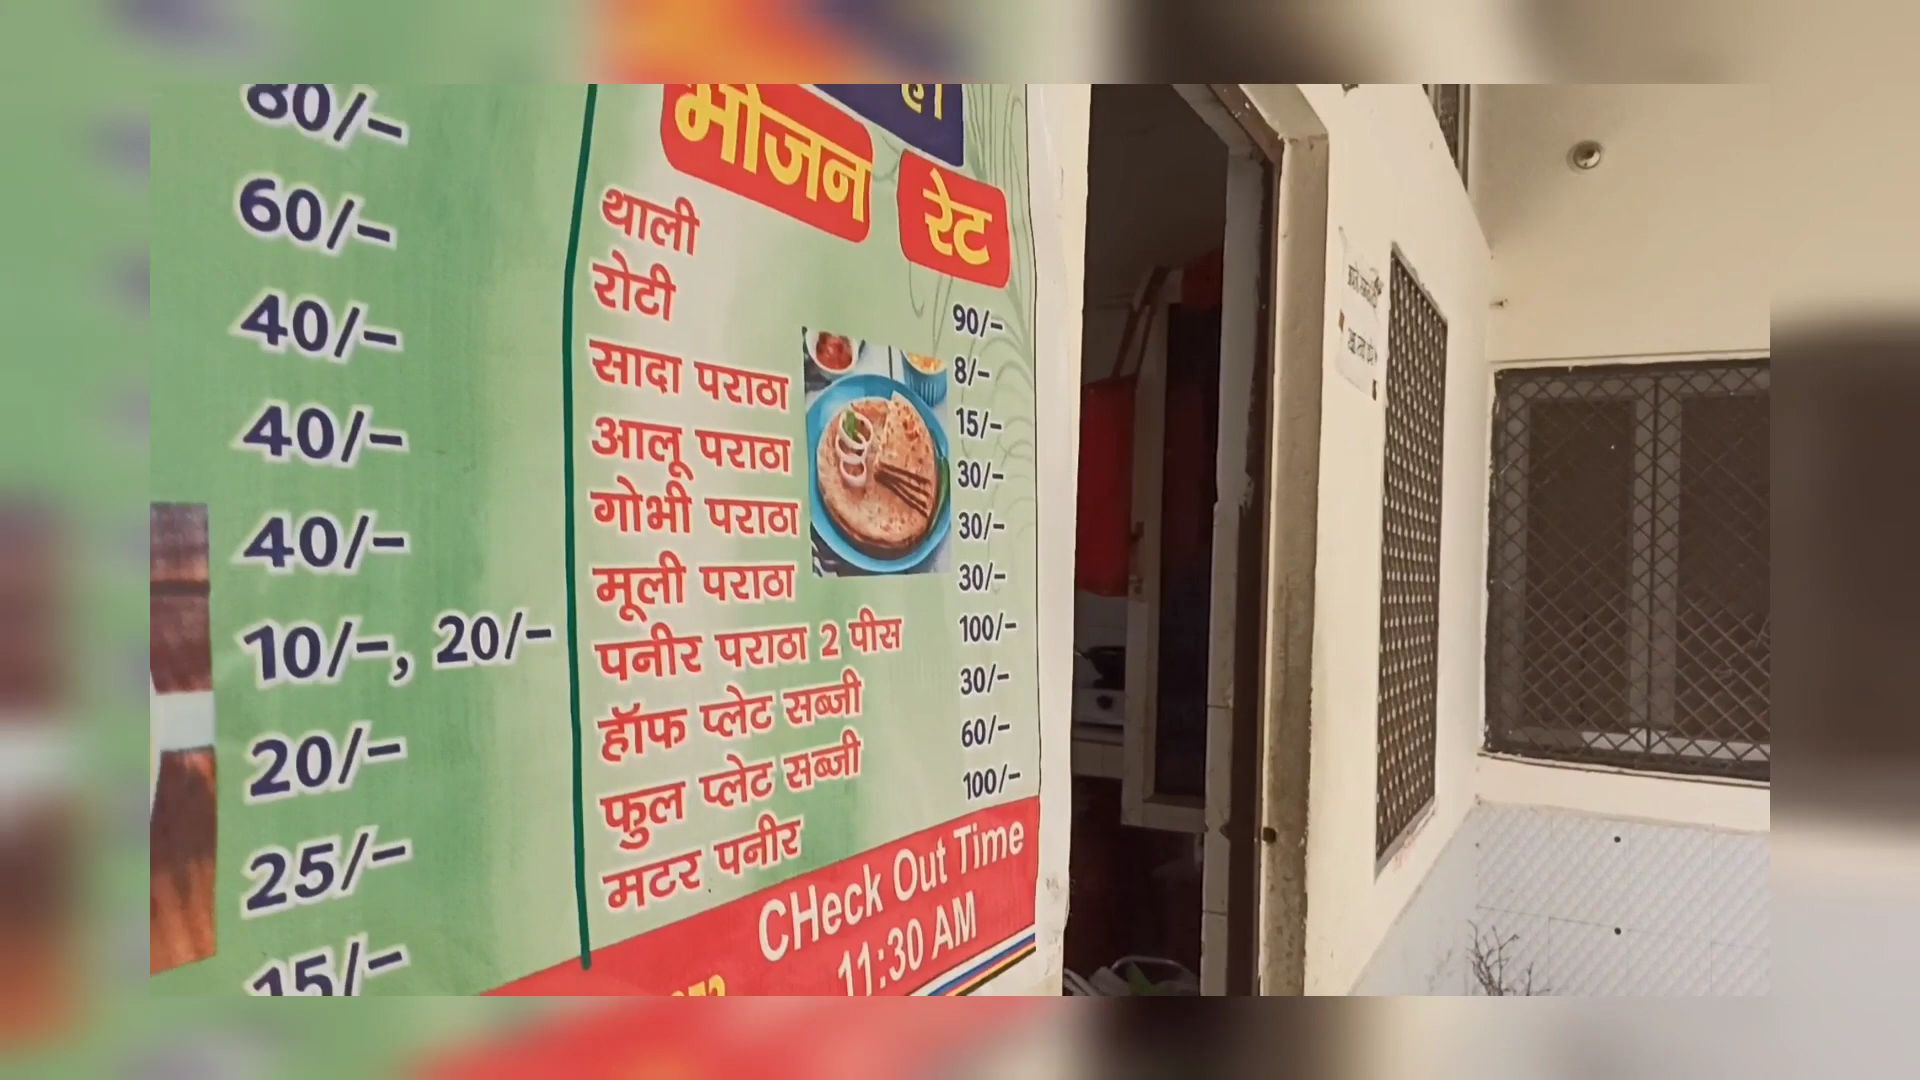 80/-
60/-
40/-
40/-
40/-
10/-, 20/-
20/-
25/-
15/-
है।
भोजन रेट
थाली 90/-
रोटी 8/-
सादा पराठा 15/-
आलू पराठा 30/-
गोभी पराठा 30/-
मूली पराठा 30/-
पनीर पराठा 2 पीस 100/-
हॉफ प्लेट सब्जी 30/-
फुल प्लेट सब्जी 60/-
मटर पनीर 100/-
CHeck Out Time
11:30 AM